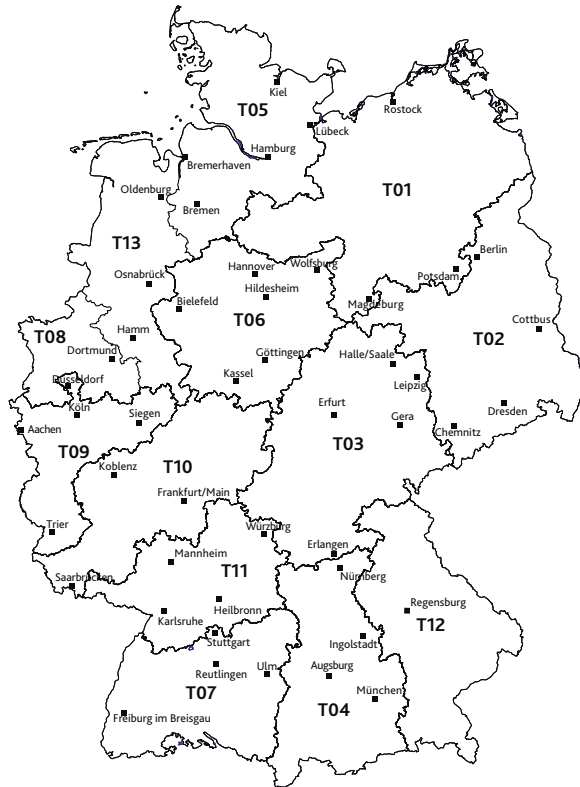 Kiel
T05
Rostock
Lübeck
Hamburg
Bremerhaven
T01
Oldenburg
Bremen
T13
Berlin
Hannover
Wolfsburg
Potsdam
Osnabrück
Hildesheim
Bielefeld
Magdeburg
T06
Cottbus
T08
Hamm
T02
Dortmund
Göttingen
Halle/Saale
Düsseldorf
Kassel
Leipzig
Köln
Siegen
Erfurt
Gera
Dresden
Aachen
Chemnitz
T09
T03
Koblenz
T10
Frankfurt/Main
Trier
Würzburg
Erlangen
Mannheim
Saarbrücken
T11
Nürnberg
Heilbronn
Regensburg
Karlsruhe
T12
Stuttgart
Ingolstadt
Reutlingen
Ulm
Augsburg
T07
München
T04
Freiburg im Breisgau